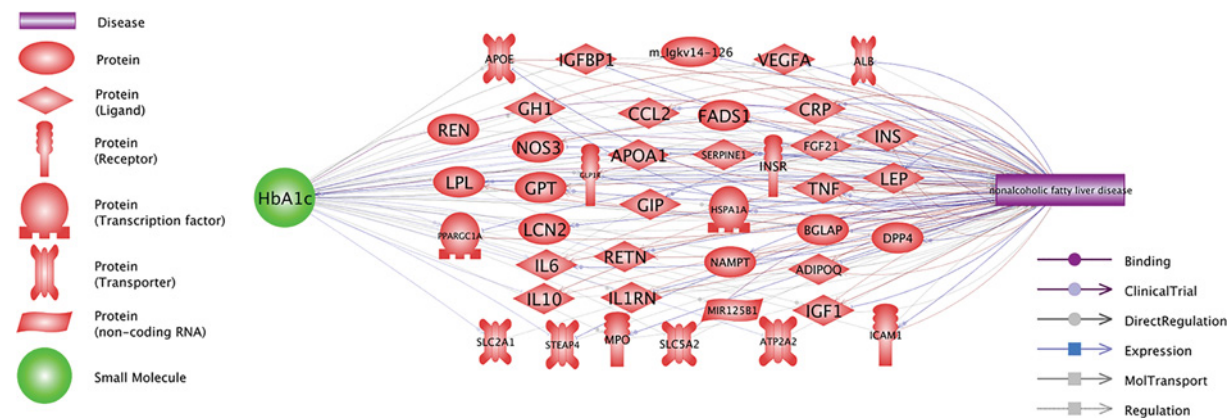 Disease
Protein
Protein
(Ligand)
Protein
(Receptor)
Protein
(Transcription factor)
Protein
(Transporter)
Protein
(non-coding RNA)
Small Molecule
HbA1c
APOE
IGFBP1
m_Igkv14-126
VEGFA
ALB
GH1
CCL2
FADS1
CRP
REN
NOS3
FGF21
INS
APOA1
SERPINE1
INSR
LPL
GPT
GLP1R
TNF
LEP
nonalcoholic fatty liver disease
GIP
HSPA1A
PPARGC1A
LCN2
BGLAP
DPP4
IL6
RETN
NAMPT
ADIPOQ
IL10
IL1RN
MIR125B1
IGF1
SLC2A1
STEAP4
MPO
SLC5A2
ATP2A2
ICAM1
Binding
ClinicalTrial
DirectRegulation
Expression
MolTransport
Regulation